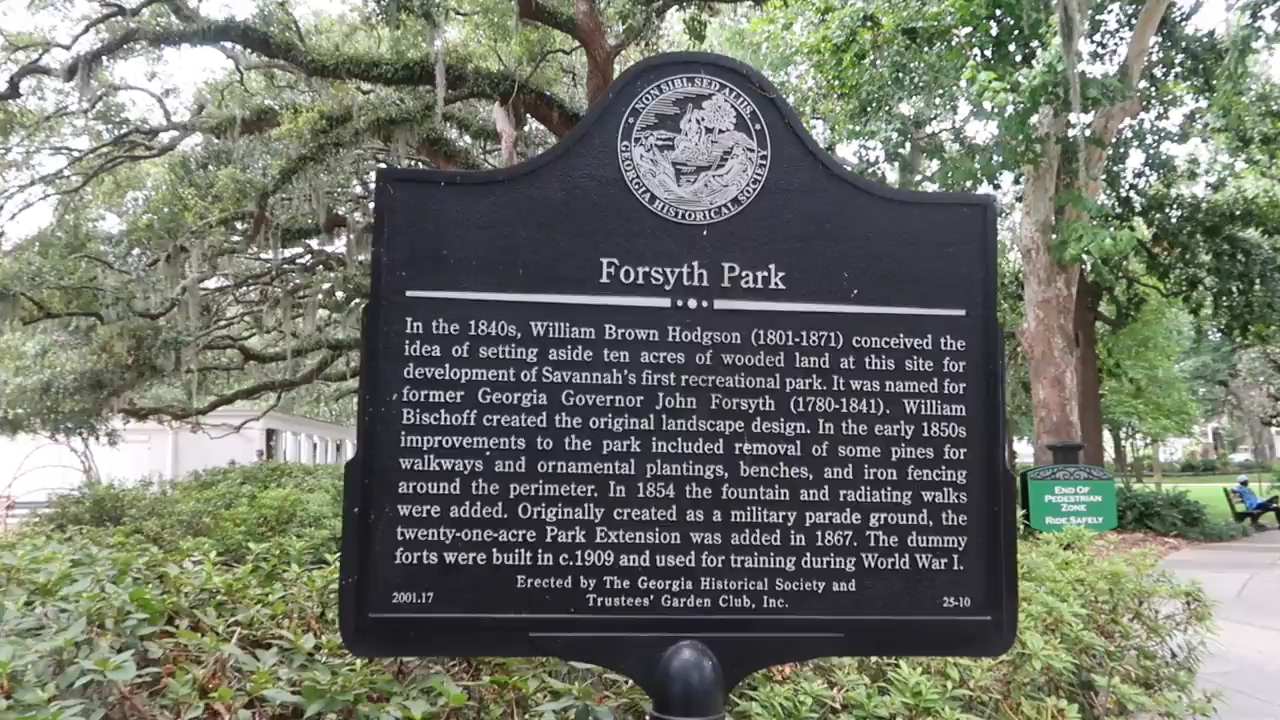 NON SIBI, SED ALIIS.
GEORGIA HISTORICAL SOCIETY
Forsyth Park
In the 1840s, William Brown Hodgson (1801-1871) conceived the
idea of setting aside ten acres of wooded land at this site for
development of Savannah's first recreational park. It was named for
former Georgia Governor John Forsyth (1780-1841). William
Bischoff created the original landscape design. In the early 1850s
improvements to the park included removal of some pines for
walkways and ornamental plantings, benches, and iron fencing
around the perimeter. In 1854 the fountain and radiating walks
were added. Originally created as a military parade ground, the
twenty-one-acre Park Extension was added in 1867. The dummy
forts were built in c.1909 and used for training during World War I.
Erected by The Georgia Historical Society and
Trustees' Garden Club, Inc.
2001.17
25-10
END OF
PEDESTRIAN
ZONE
RIDE SAFELY